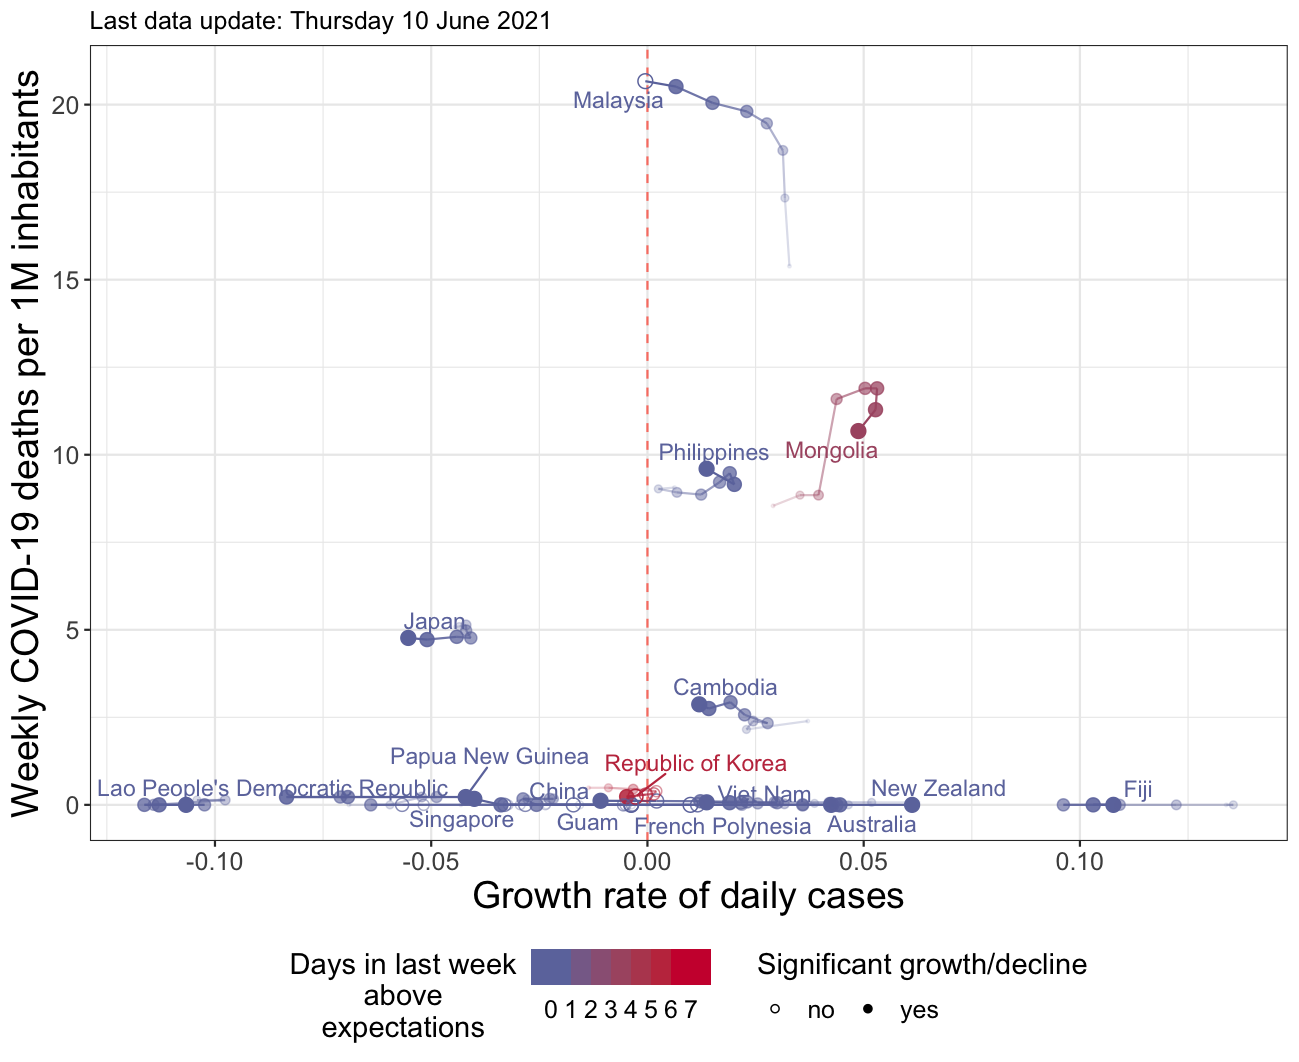 Last data update: Thursday 10 June 2021
Weekly COVID-19 deaths per 1M inhabitants
20
15
10
5
0
Malaysia
Philippines
Mongolia
Japan
Cambodia
Papua New Guinea
Republic of Korea
Lao People's Democratic Republic
China
Viet Nam
New Zealand
Fiji
Singapore
Guam
French Polynesia
Australia
-0.10
-0.05
0.00
0.05
0.10
Growth rate of daily cases
Days in last week
above
expectations
0 1 2 3 4 5 6 7
Significant growth/decline
no
yes